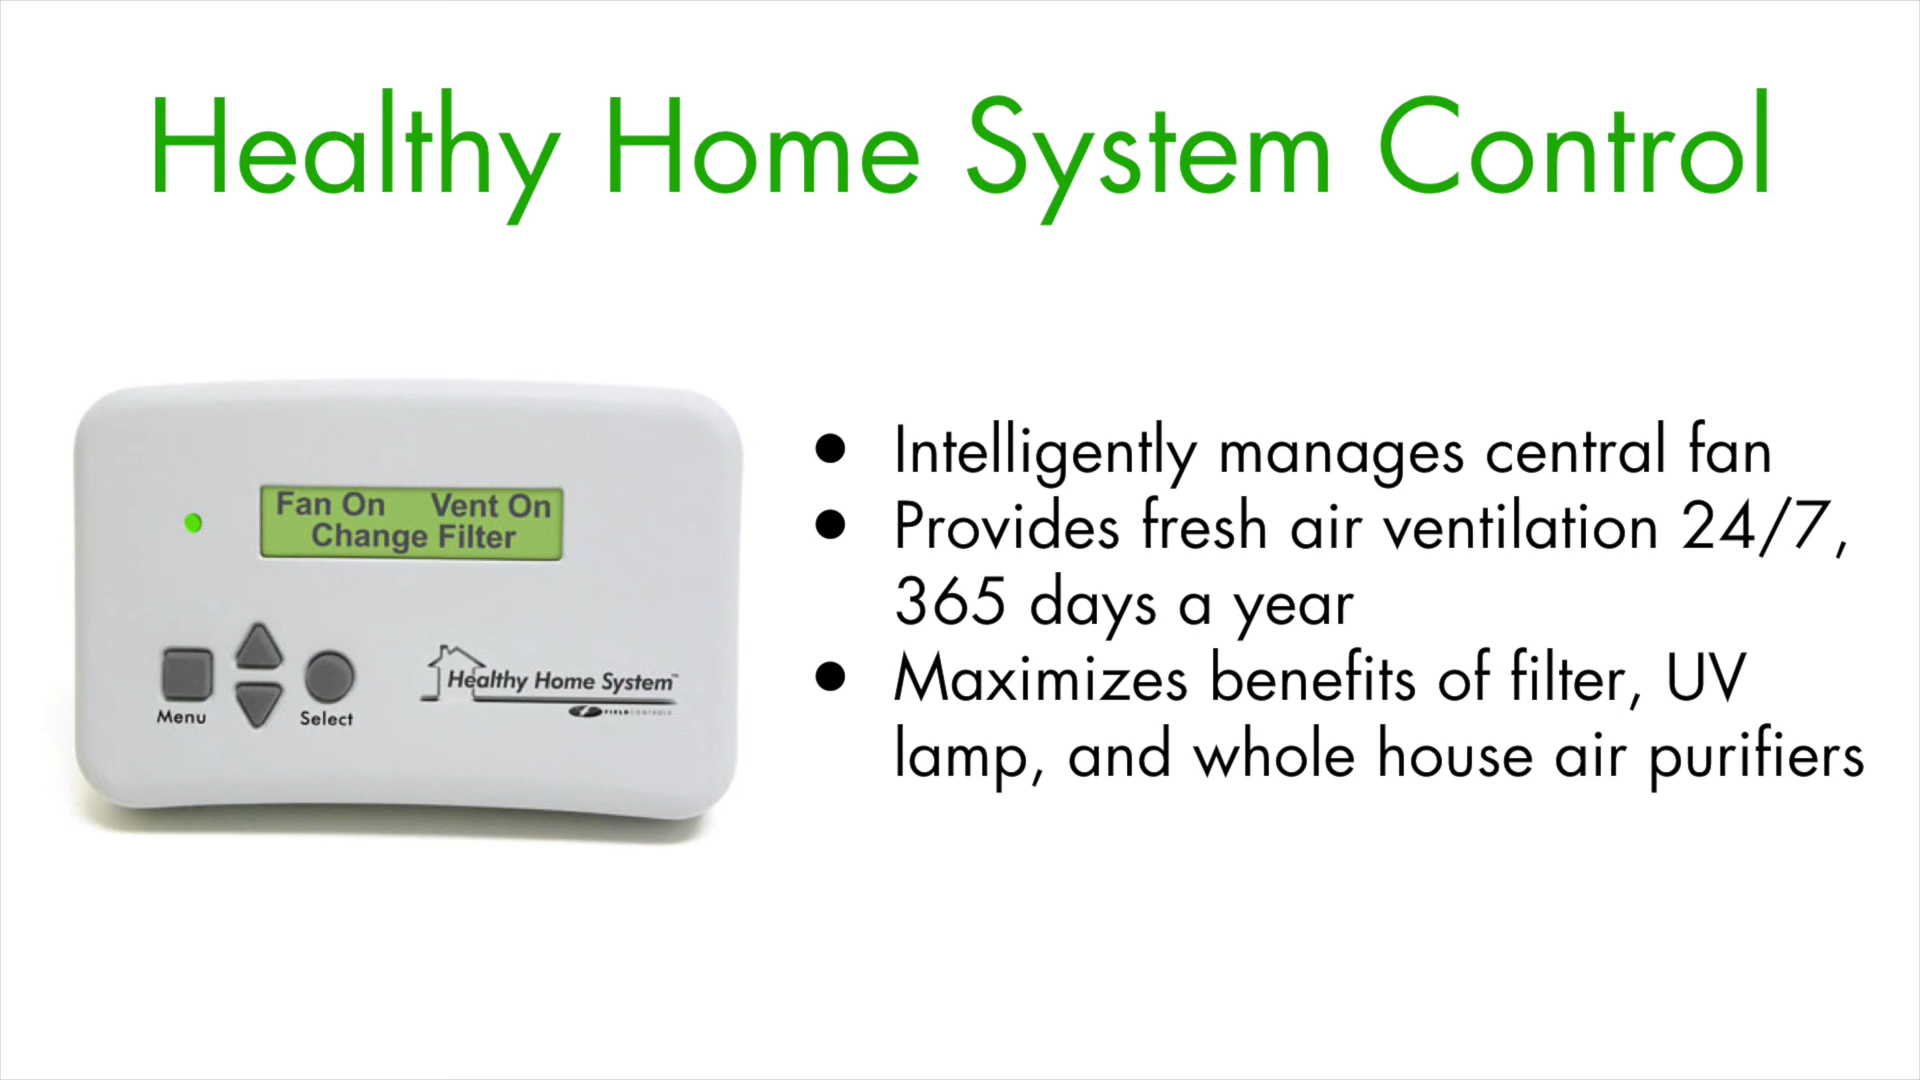 Healthy Home System Control
Fan On Vent On
Change Filter
Menu
Select
Healthy Home System™
FIELD CONTROLS
• Intelligently manages central fan
• Provides fresh air ventilation 24/7,
365 days a year
• Maximizes benefits of filter, UV
lamp, and whole house air purifiers